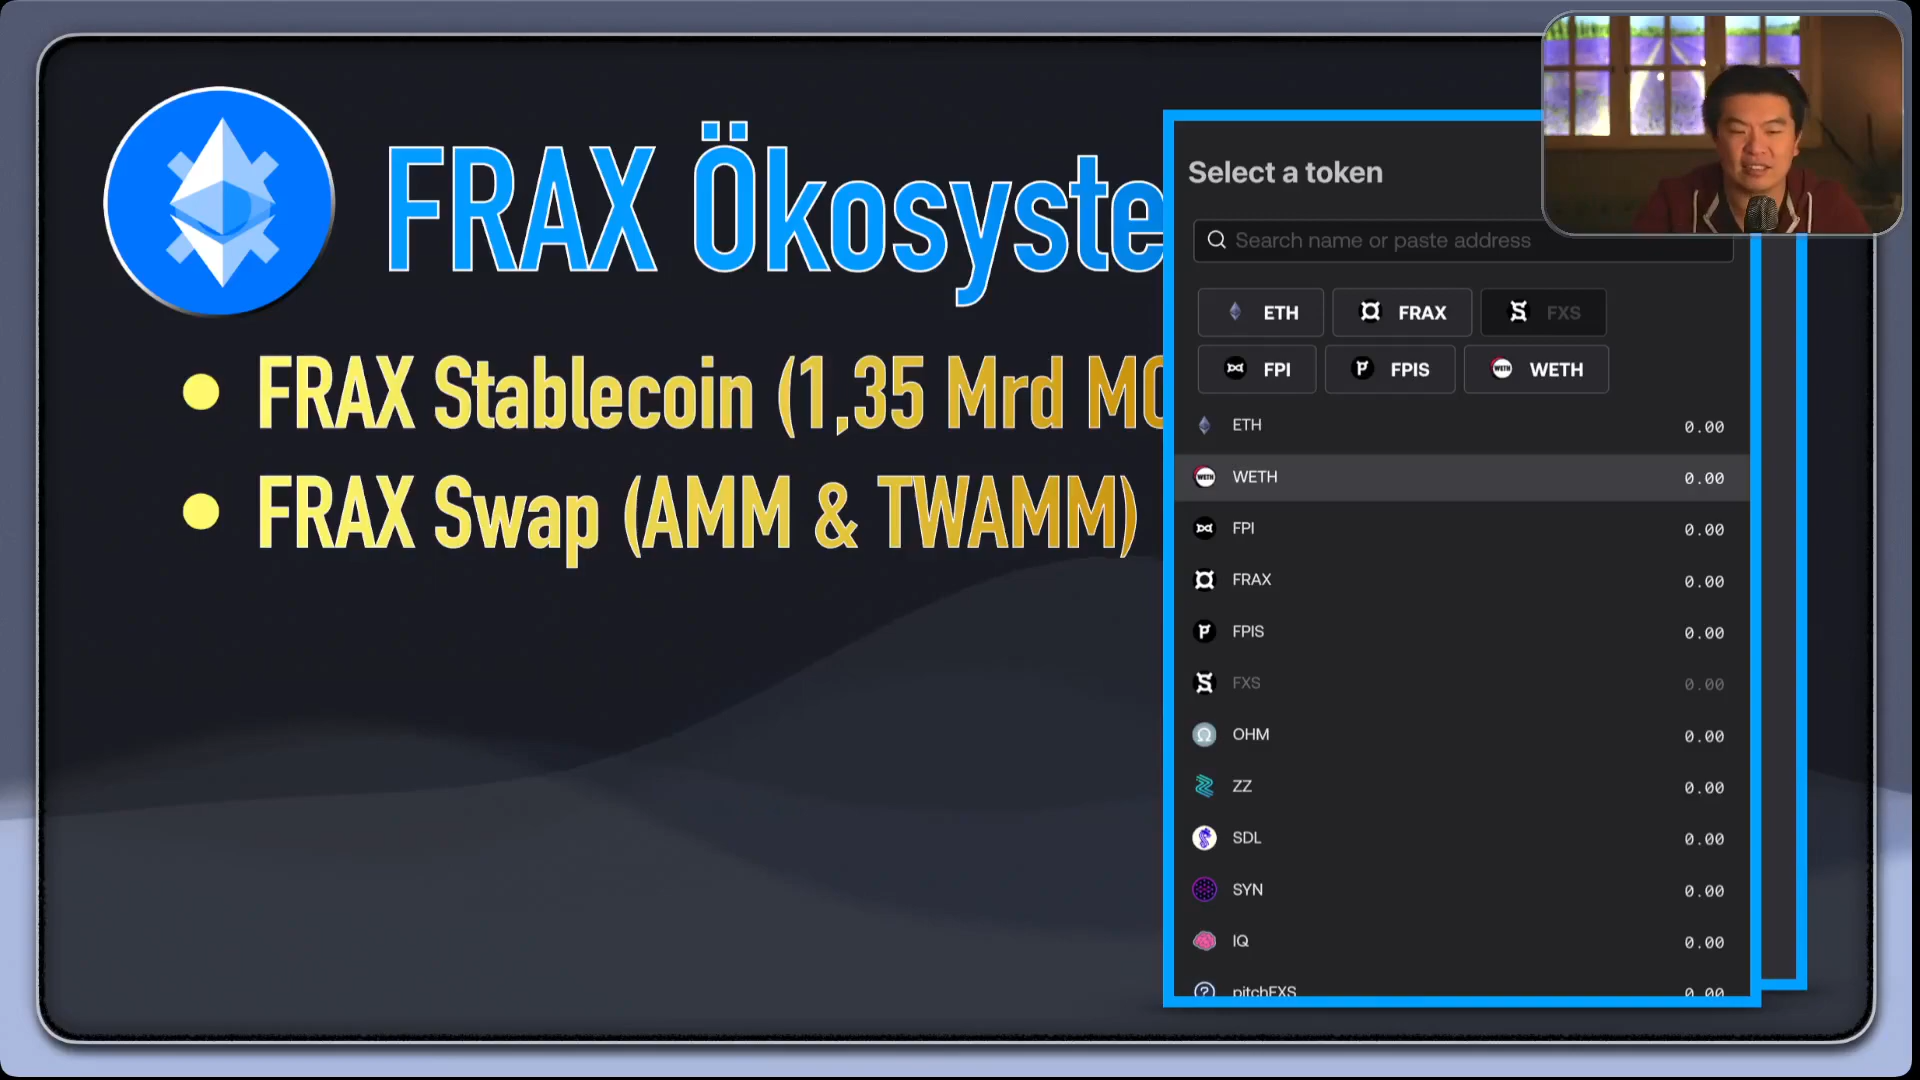 FRAX Ökosyste
FRAX Stablecoin (1,35 Mrd MC
FRAX Swap (AMM & TWAMM)
Select a token
Search name or paste address
ETH FRAX FXS
FPI FPIS WETH
ETH 0.00
WETH 0.00
FPI 0.00
FRAX 0.00
FPIS 0.00
FXS 0.00
OHM 0.00
ZZ 0.00
SDL 0.00
SYN 0.00
IQ 0.00
pitchFXS 0.00